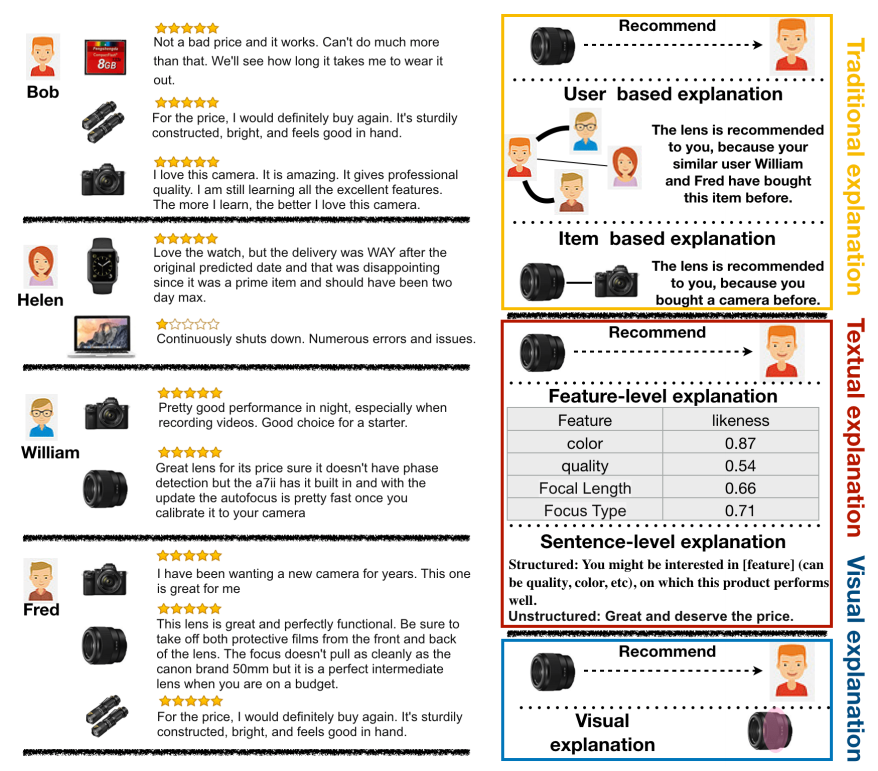 Not a bad price and it works. Can't do much more
than that. We'll see how long it takes me to wear it
out.
8GB
Bob
For the price, I would definitely buy again. It's sturdily
constructed, bright, and feels good in hand.
I love this camera. It is amazing. It gives professional
quality. I am still learning all the excellent features.
The more I learn, the better I love this camera.
Helen
Love the watch, but the delivery was WAY after the
original predicted date and that was disappointing
since it was a prime item and should have been two
day max.
Continuously shuts down. Numerous errors and issues.
William
Pretty good performance in night, especially when
recording videos. Good choice for a starter.
Great lens for its price sure it doesn't have phase
detection but the a7ii has it built in and with the
update the autofocus is pretty fast once you
calibrate it to your camera
Fred
I have been wanting a new camera for years. This one
is great for me
This lens is great and perfectly functional. Be sure to
take off both protective films from the front and back
of the lens. The focus doesn't pull as cleanly as the
canon brand 50mm but it is a perfect intermediate
lens when you are on a budget.
For the price, I would definitely buy again. It's sturdily
constructed, bright, and feels good in hand.
Recommend
User based explanation
The lens is recommended
to you, because your
similar user William
and Fred have bought
this item before.
Item based explanation
The lens is recommended
to you, because you
bought a camera before.
Traditional explanation
Recommend
Feature-level explanation
Feature likeness
color 0.87
quality 0.54
Focal Length 0.66
Focus Type 0.71
Sentence-level explanation
Structured: You might be interested in [feature] (can
be quality, color, etc), on which this product performs
well.
Unstructured: Great and deserve the price.
Textual explanation
Recommend
Visual
explanation
Visual explanation